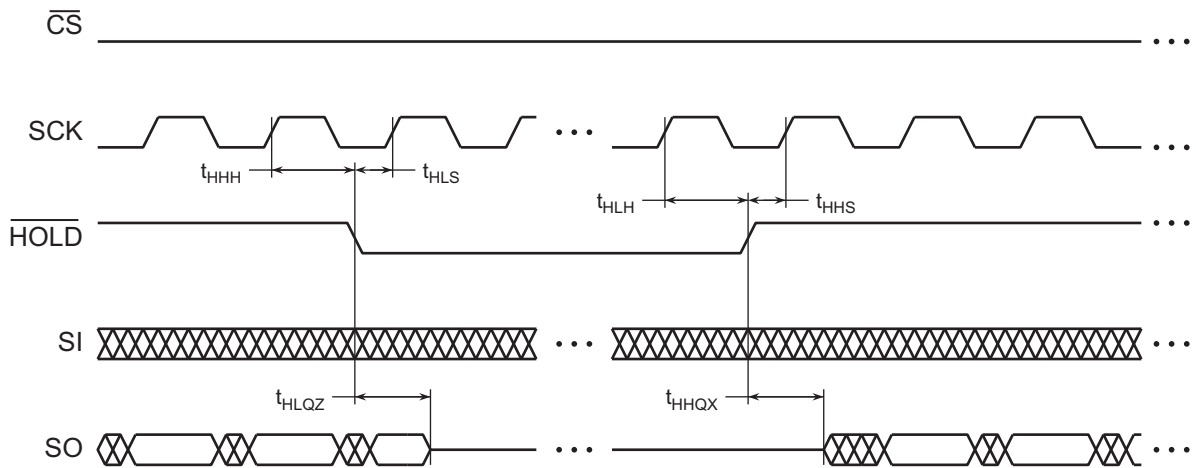 CS
SCK
tHHH
tHLS
tHLH
tHHS
HOLD
SI
tHLQZ
tHHQX
SO